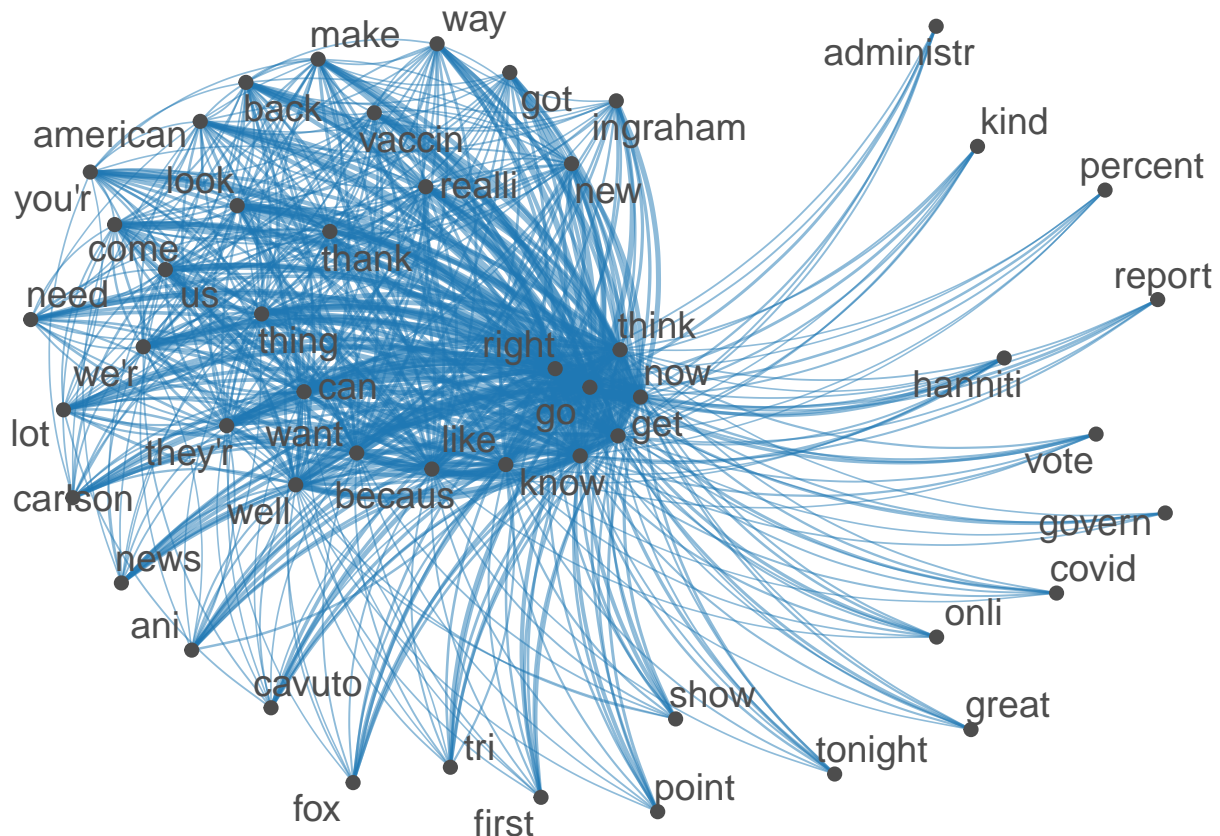 way
make
administr
back
got
kind
american
vaccin
ingraham
percent
look
realli
new
you'r
come
thank
report
need
us
think
thing
right
now
we'r
can
hanniti
go
get
lot
they'r
want
like
vote
carlson
well
becaus
know
govern
news
covid
ani
onli
cavuto
show
great
tri
tonight
fox
first
point